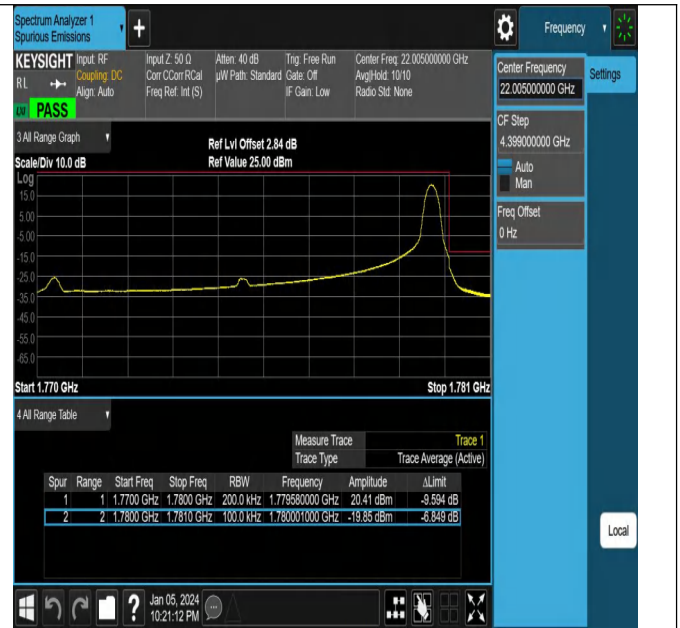 Spectrum Analyzer 1
Spurious Emissions
Frequency
KEYSIGHT
RL
LXI PASS
Input: RF
Coupling: DC
Align: Auto
Input Z: 50 Ω
Corr CCorr RCal
Freq Ref: Int (S)
Atten: 40 dB
µW Path: Standard
Trig: Free Run
Gate: Off
IF Gain: Low
Center Freq: 22.005000000 GHz
Avg|Hold: 10/10
Radio Std: None
Center Frequency
22.005000000 GHz
Settings
CF Step
4.399000000 GHz
Auto
Man
Freq Offset
0 Hz
3 All Range Graph
Ref Lvl Offset 2.84 dB
Scale/Div 10.0 dB
Ref Value 25.00 dBm
Log
15.0
5.00
-5.00
-15.0
-25.0
-35.0
-45.0
-55.0
-65.0
Start 1.770 GHz
Stop 1.781 GHz
4 All Range Table
Measure Trace Trace 1
Trace Type Trace Average (Active)
Spur Range Start Freq Stop Freq RBW Frequency Amplitude ΔLimit
1 1 1.7700 GHz 1.7800 GHz 200.0 kHz 1.779580000 GHz 20.41 dBm -9.594 dB
2 2 1.7800 GHz 1.7810 GHz 100.0 kHz 1.780001000 GHz -19.85 dBm -6.849 dB
Local
Jan 05, 2024
10:21:12 PM